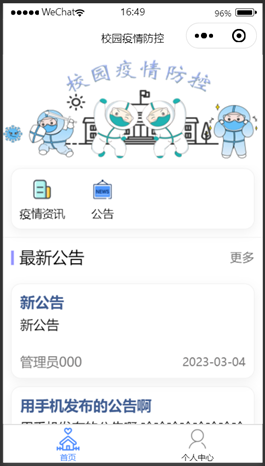 WeChat
16:49
96%
校园疫情防控
校园疫情防控
疫情资讯
NEWS
公告
最新公告
更多
新公告
新公告
管理员000
2023-03-04
用手机发布的公告啊
首页
个人中心